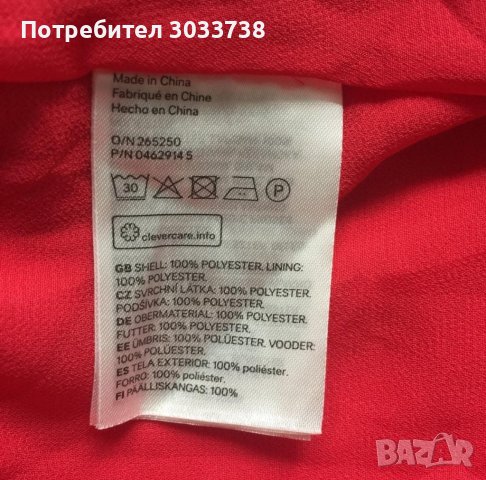 Потребител 3033738
Made in China
Fabriqué en Chine
Hecho en China
O/N 265250
P/N 0462914 S
30
P
clevercare.info
GB SHELL: 100% POLYESTER. LINING:
100% POLYESTER.
CZ SVRCHNÍ LÁTKA: 100% POLYESTER.
PODŠÍVKA: 100% POLYESTER.
DE OBERMATERIAL: 100% POLYESTER.
FUTTER: 100% POLYESTER.
EE ÜMBRIS: 100% POLÜESTER. VOODER:
100% POLÜESTER.
ES TELA EXTERIOR: 100% poliéster.
FORRO: 100% poliéster.
FI PÄÄLLISKANGAS: 100%
BAZAR